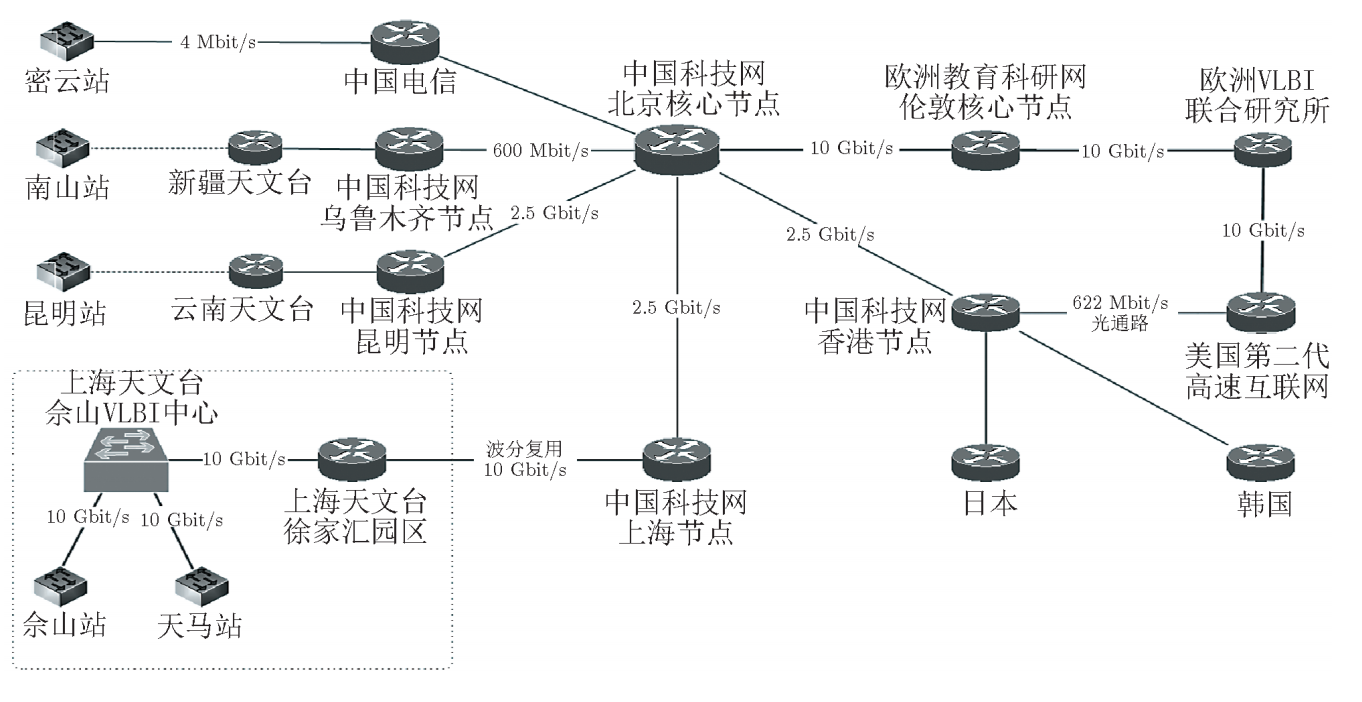 4 Mbit/s
密云站
中国电信
中国科技网
北京核心节点
欧洲教育科研网
伦敦核心节点
欧洲VLBI
联合研究所
600 Mbit/s
10 Gbit/s
10 Gbit/s
南山站
新疆天文台
中国科技网
乌鲁木齐节点
2.5 Gbit/s
2.5 Gbit/s
10 Gbit/s
昆明站
云南天文台
中国科技网
昆明节点
2.5 Gbit/s
中国科技网
香港节点
622 Mbit/s
光通路
美国第二代
高速互联网
上海天文台
佘山VLBI中心
10 Gbit/s
波分复用
10 Gbit/s
上海天文台
徐家汇园区
中国科技网
上海节点
日本
韩国
10 Gbit/s
10 Gbit/s
佘山站
天马站